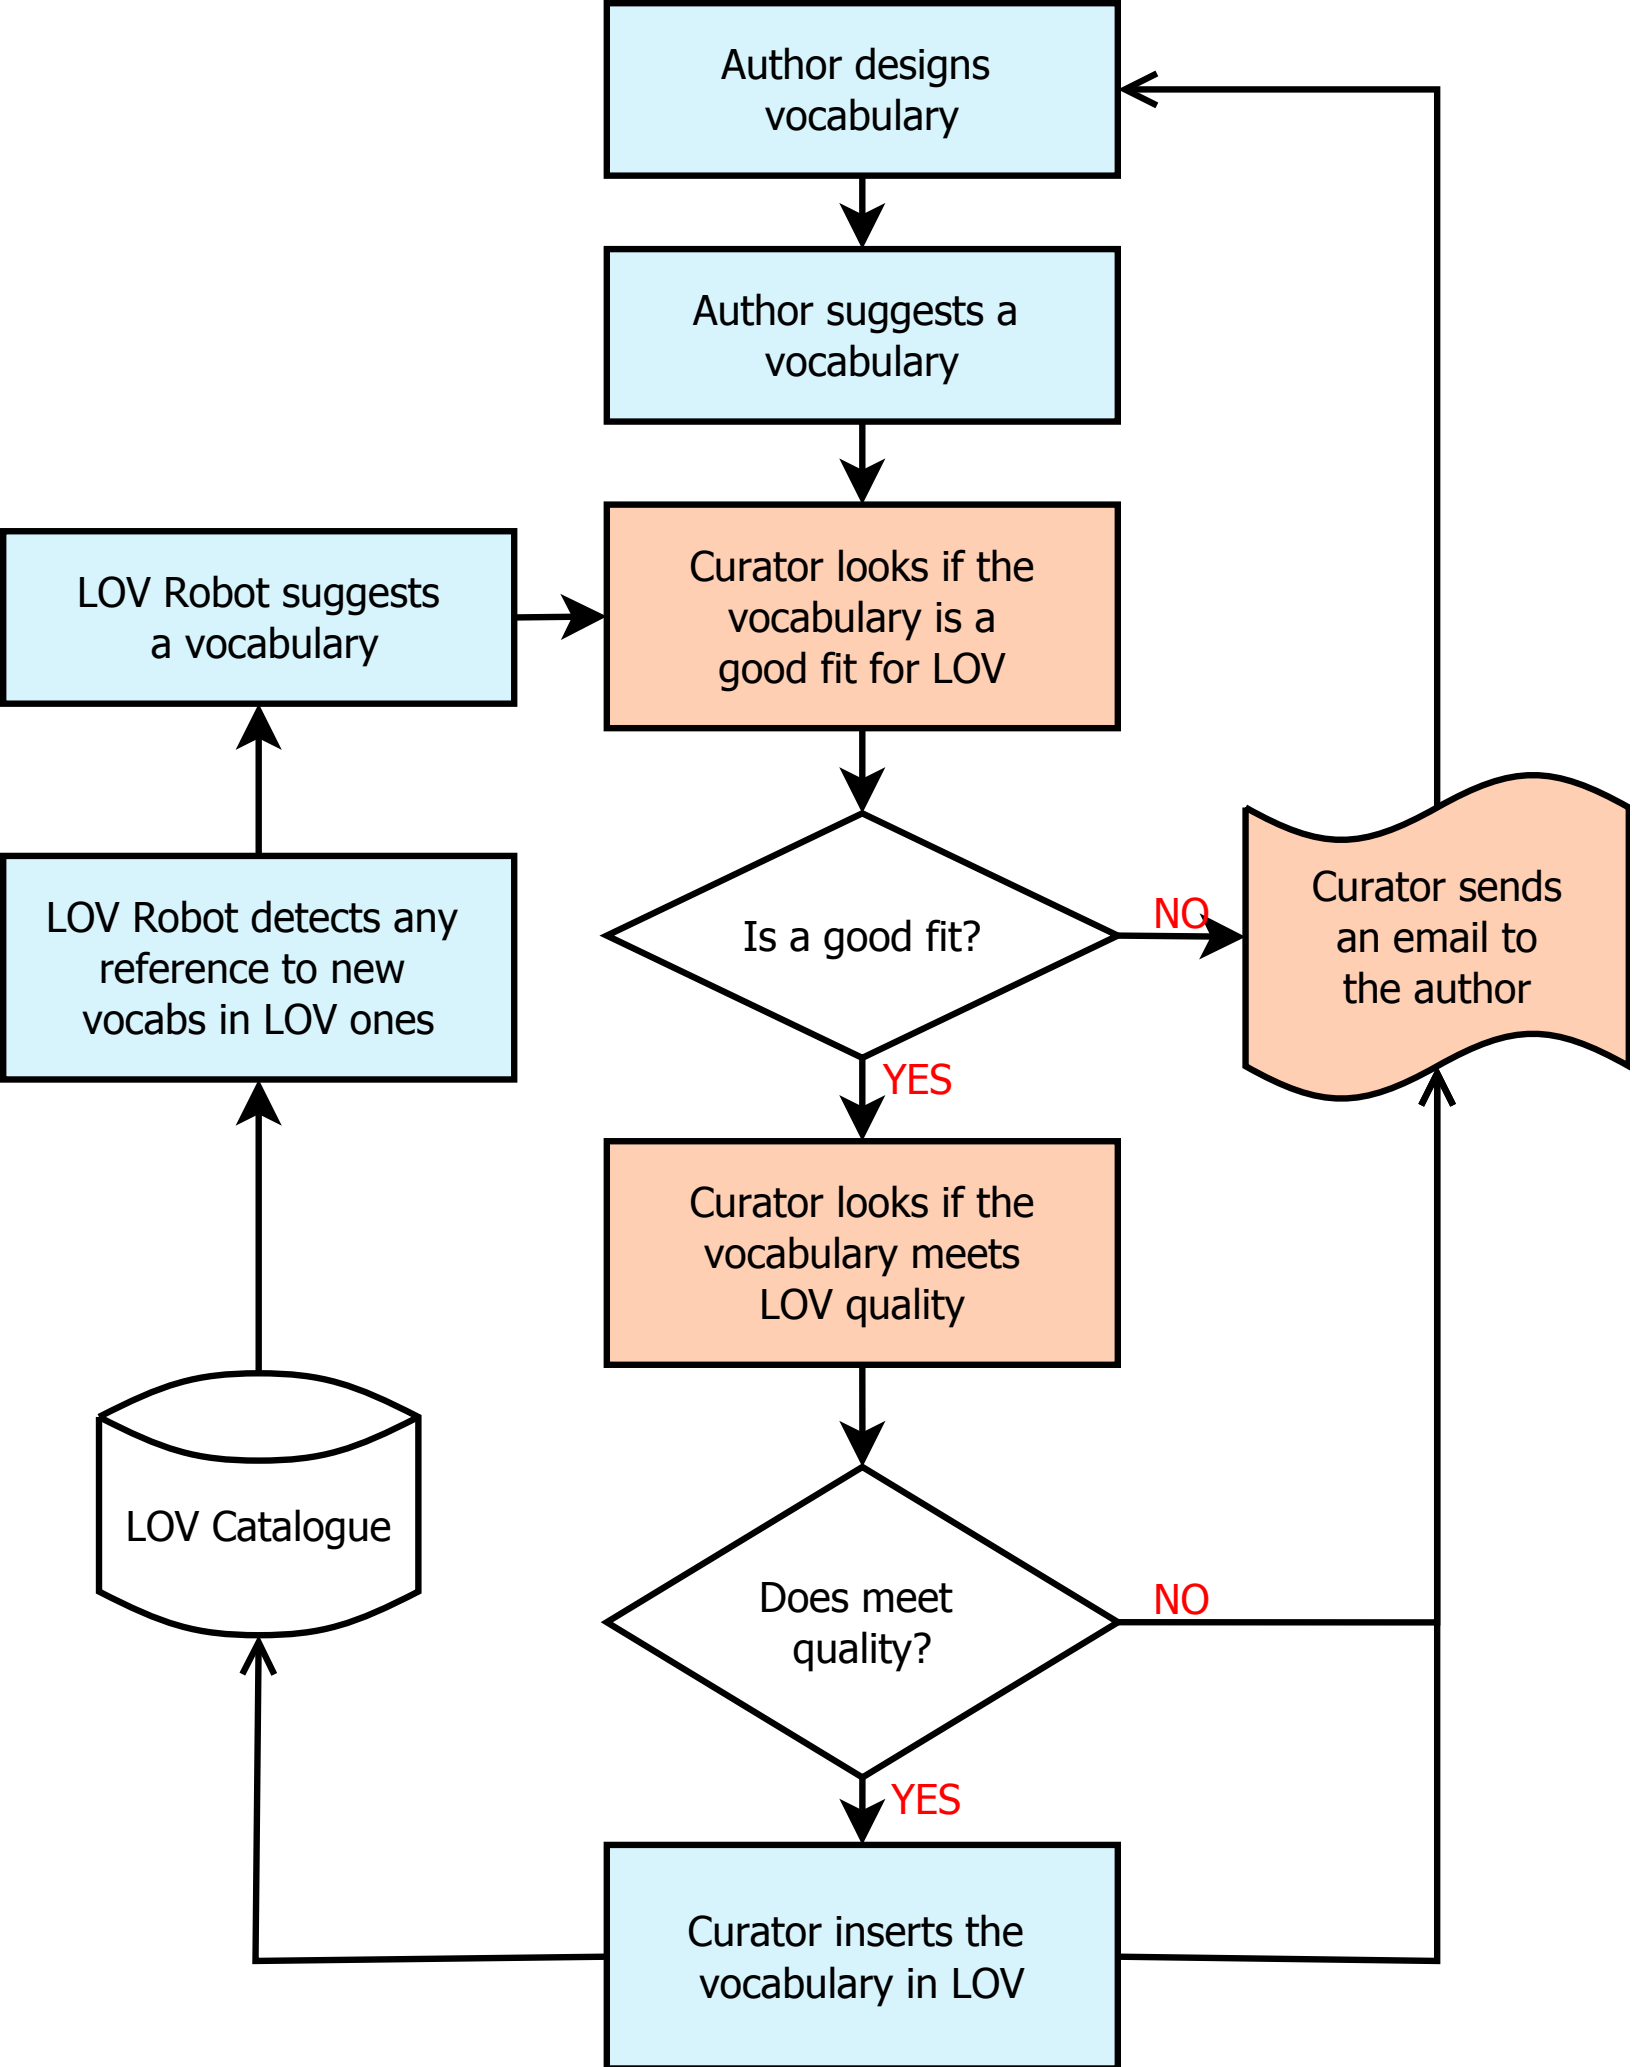 Author designs
vocabulary
Author suggests a
vocabulary
Curator looks if the
vocabulary is a
good fit for LOV
LOV Robot suggests
a vocabulary
Is a good fit?
NO
YES
Curator sends
an email to
the author
LOV Robot detects any
reference to new
vocabs in LOV ones
Curator looks if the
vocabulary meets
LOV quality
LOV Catalogue
Does meet
quality?
NO
YES
Curator inserts the
vocabulary in LOV